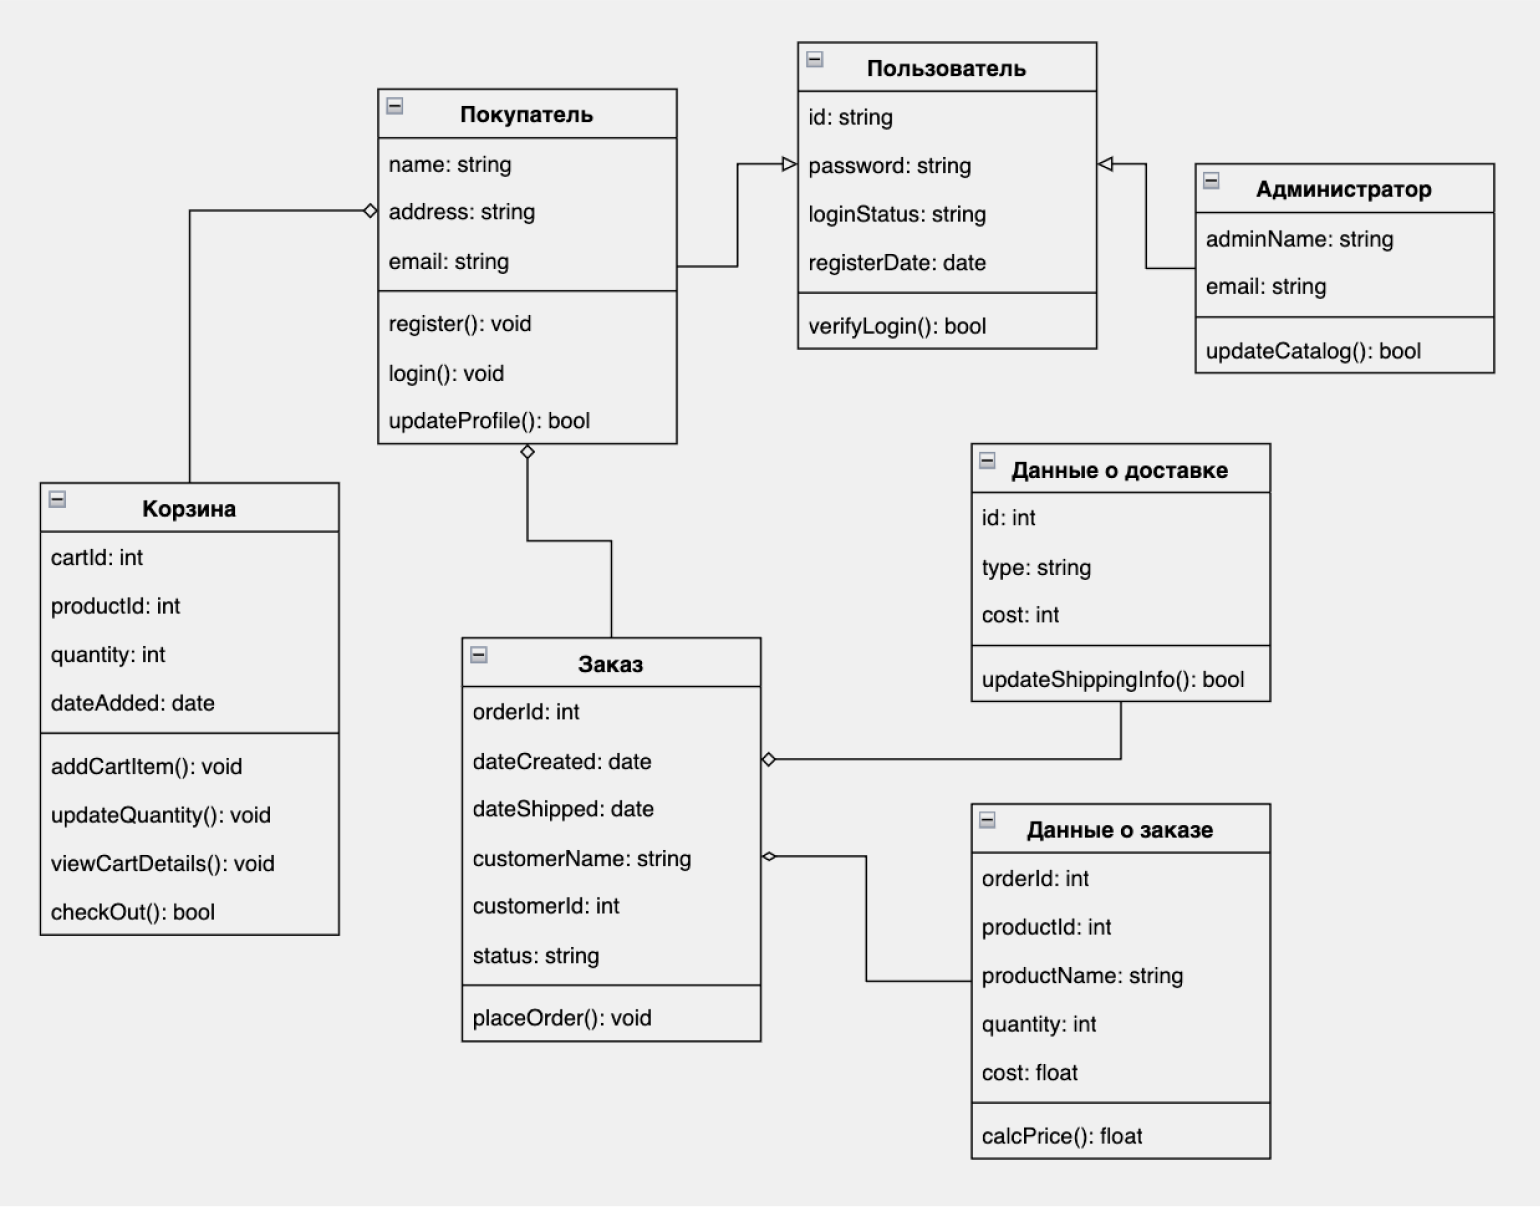 Пользователь
id: string
password: string
loginStatus: string
registerDate: date
verifyLogin(): bool
Покупатель
name: string
address: string
email: string
register(): void
login(): void
updateProfile(): bool
Администратор
adminName: string
email: string
updateCatalog(): bool
Корзина
cartId: int
productId: int
quantity: int
dateAdded: date
addCartItem(): void
updateQuantity(): void
viewCartDetails(): void
checkOut(): bool
Заказ
orderId: int
dateCreated: date
dateShipped: date
customerName: string
customerId: int
status: string
placeOrder(): void
Данные о доставке
id: int
type: string
cost: int
updateShippingInfo(): bool
Данные о заказе
orderId: int
productId: int
productName: string
quantity: int
cost: float
calcPrice(): float